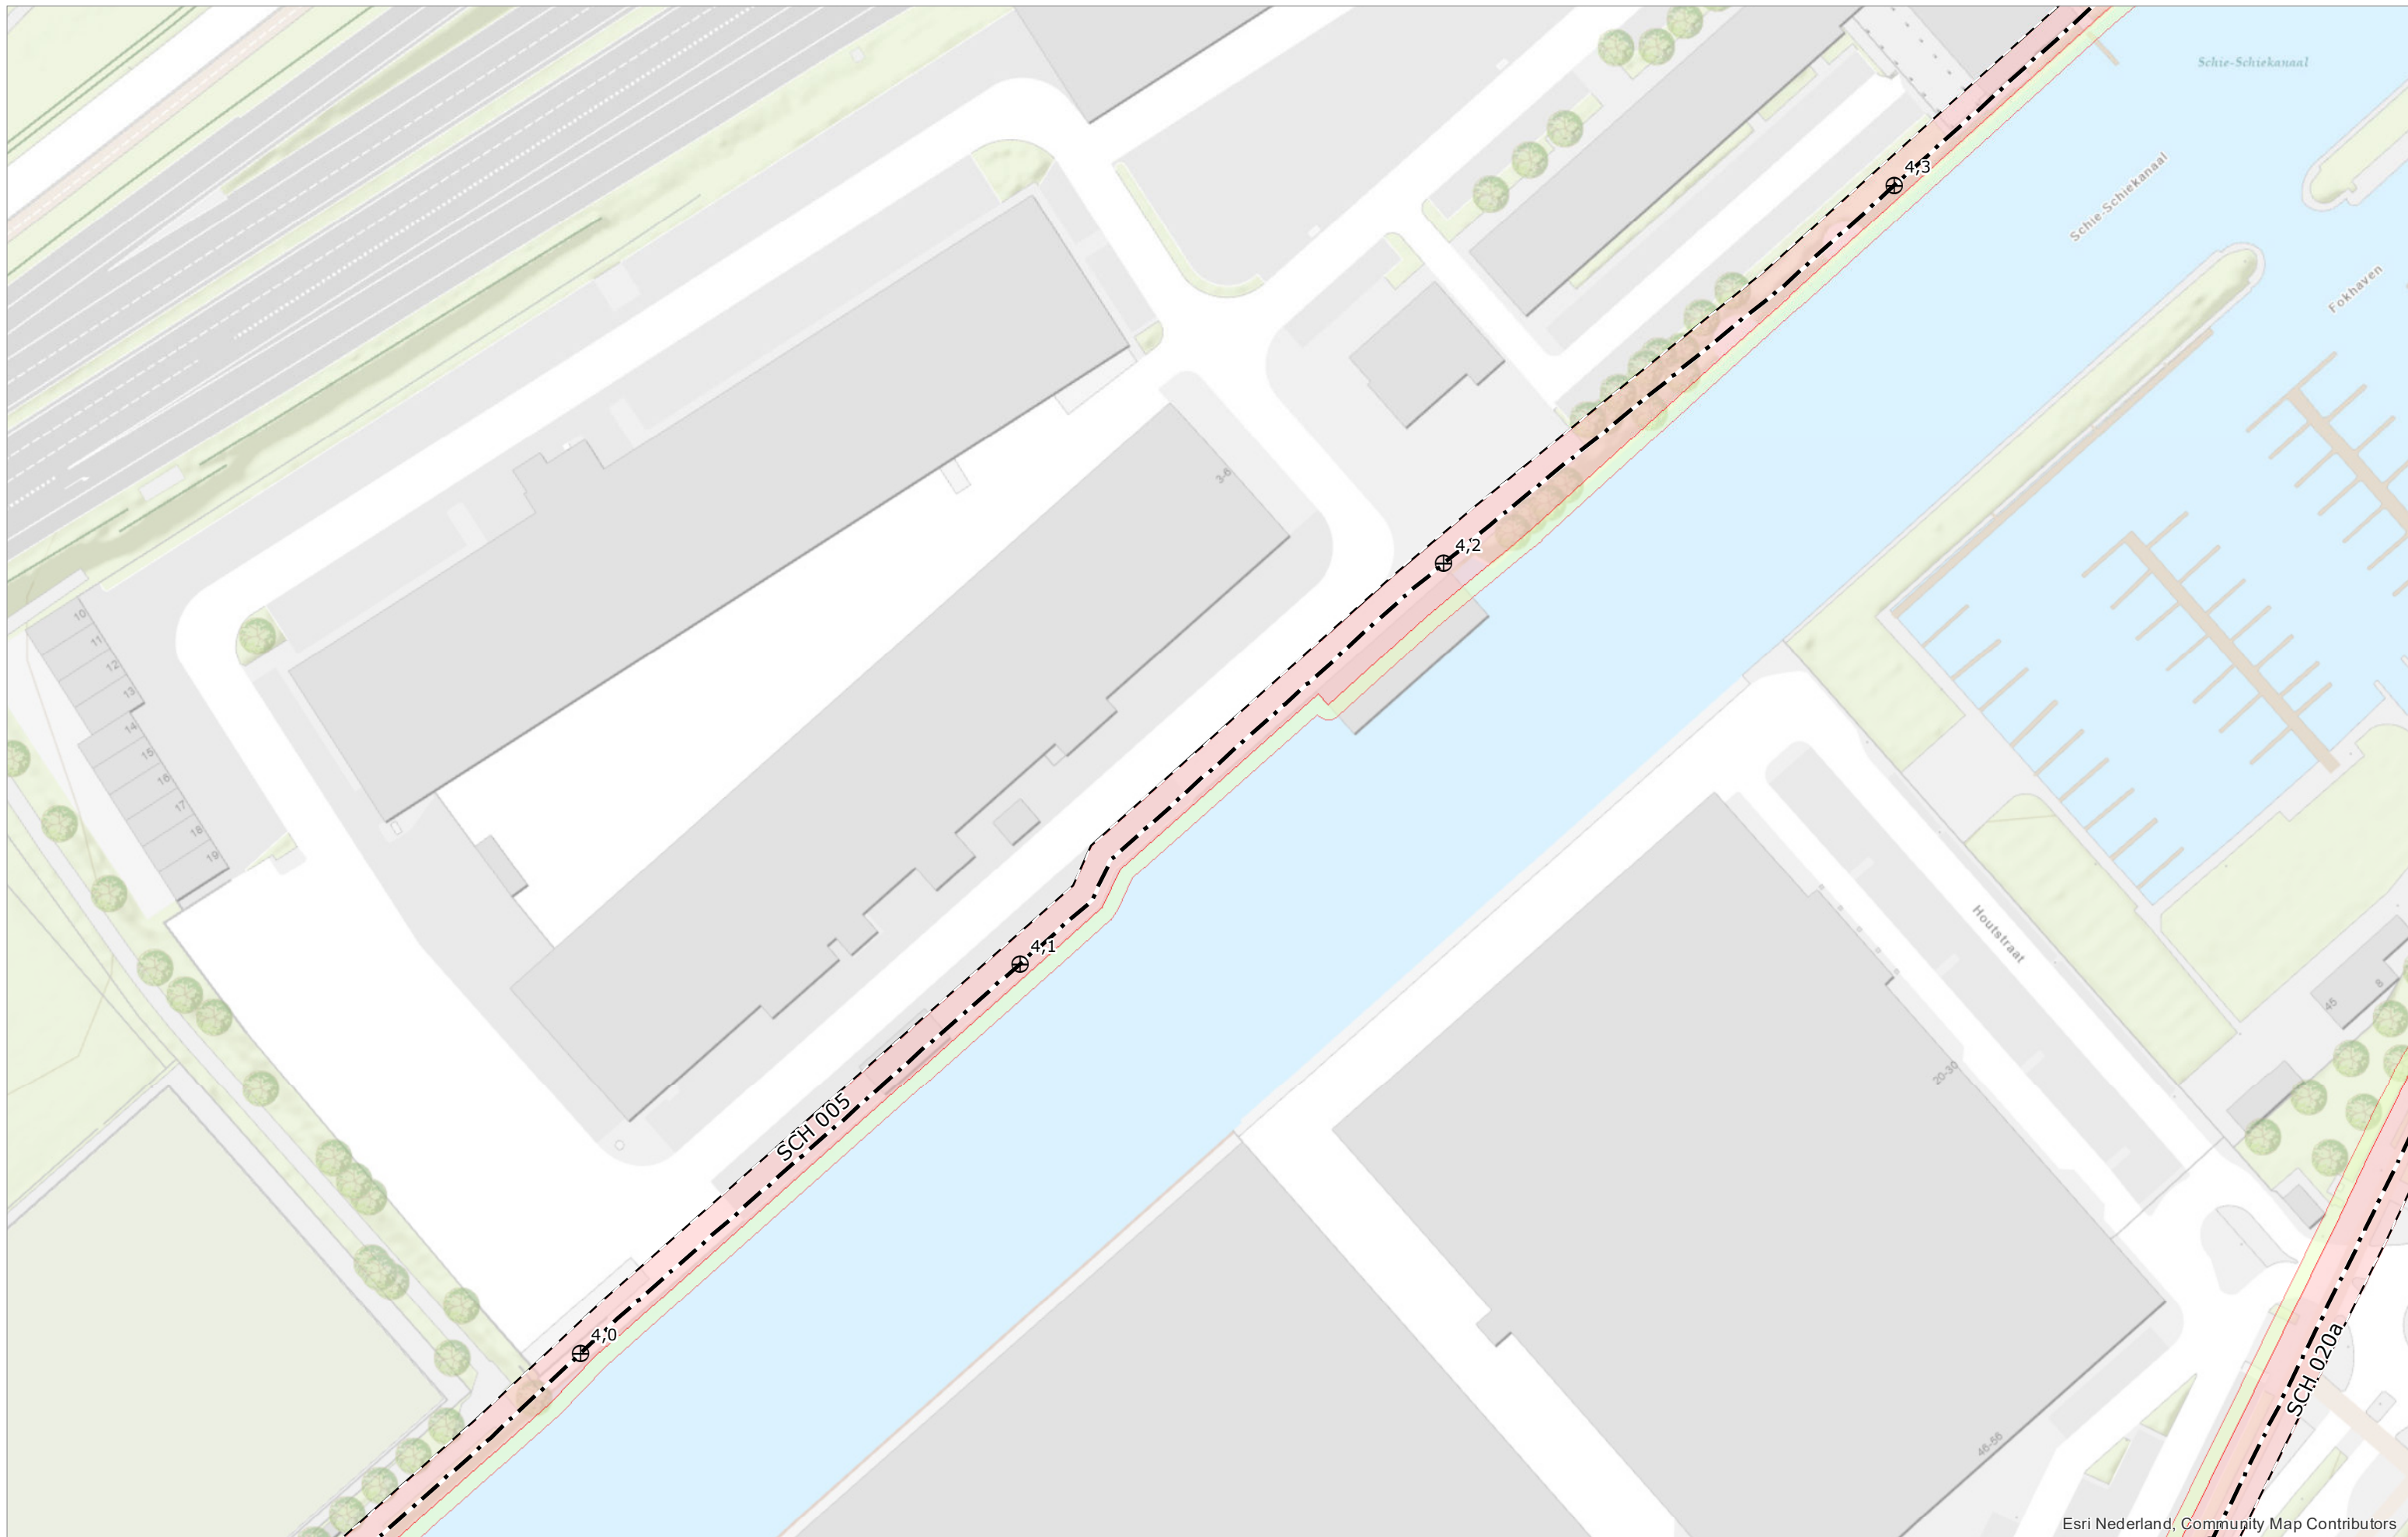 Schie-Schiekanaal
4,3
Schie-Schiekanaal
Fokhaven
3-6
4,2
10
11
12
13
14
15
16
17
18
19
4,1
Houtstraat
45
8
20-30
SCH 005
4,0
SCH 020a
46-56
Esri Nederland, Community Map Contributors